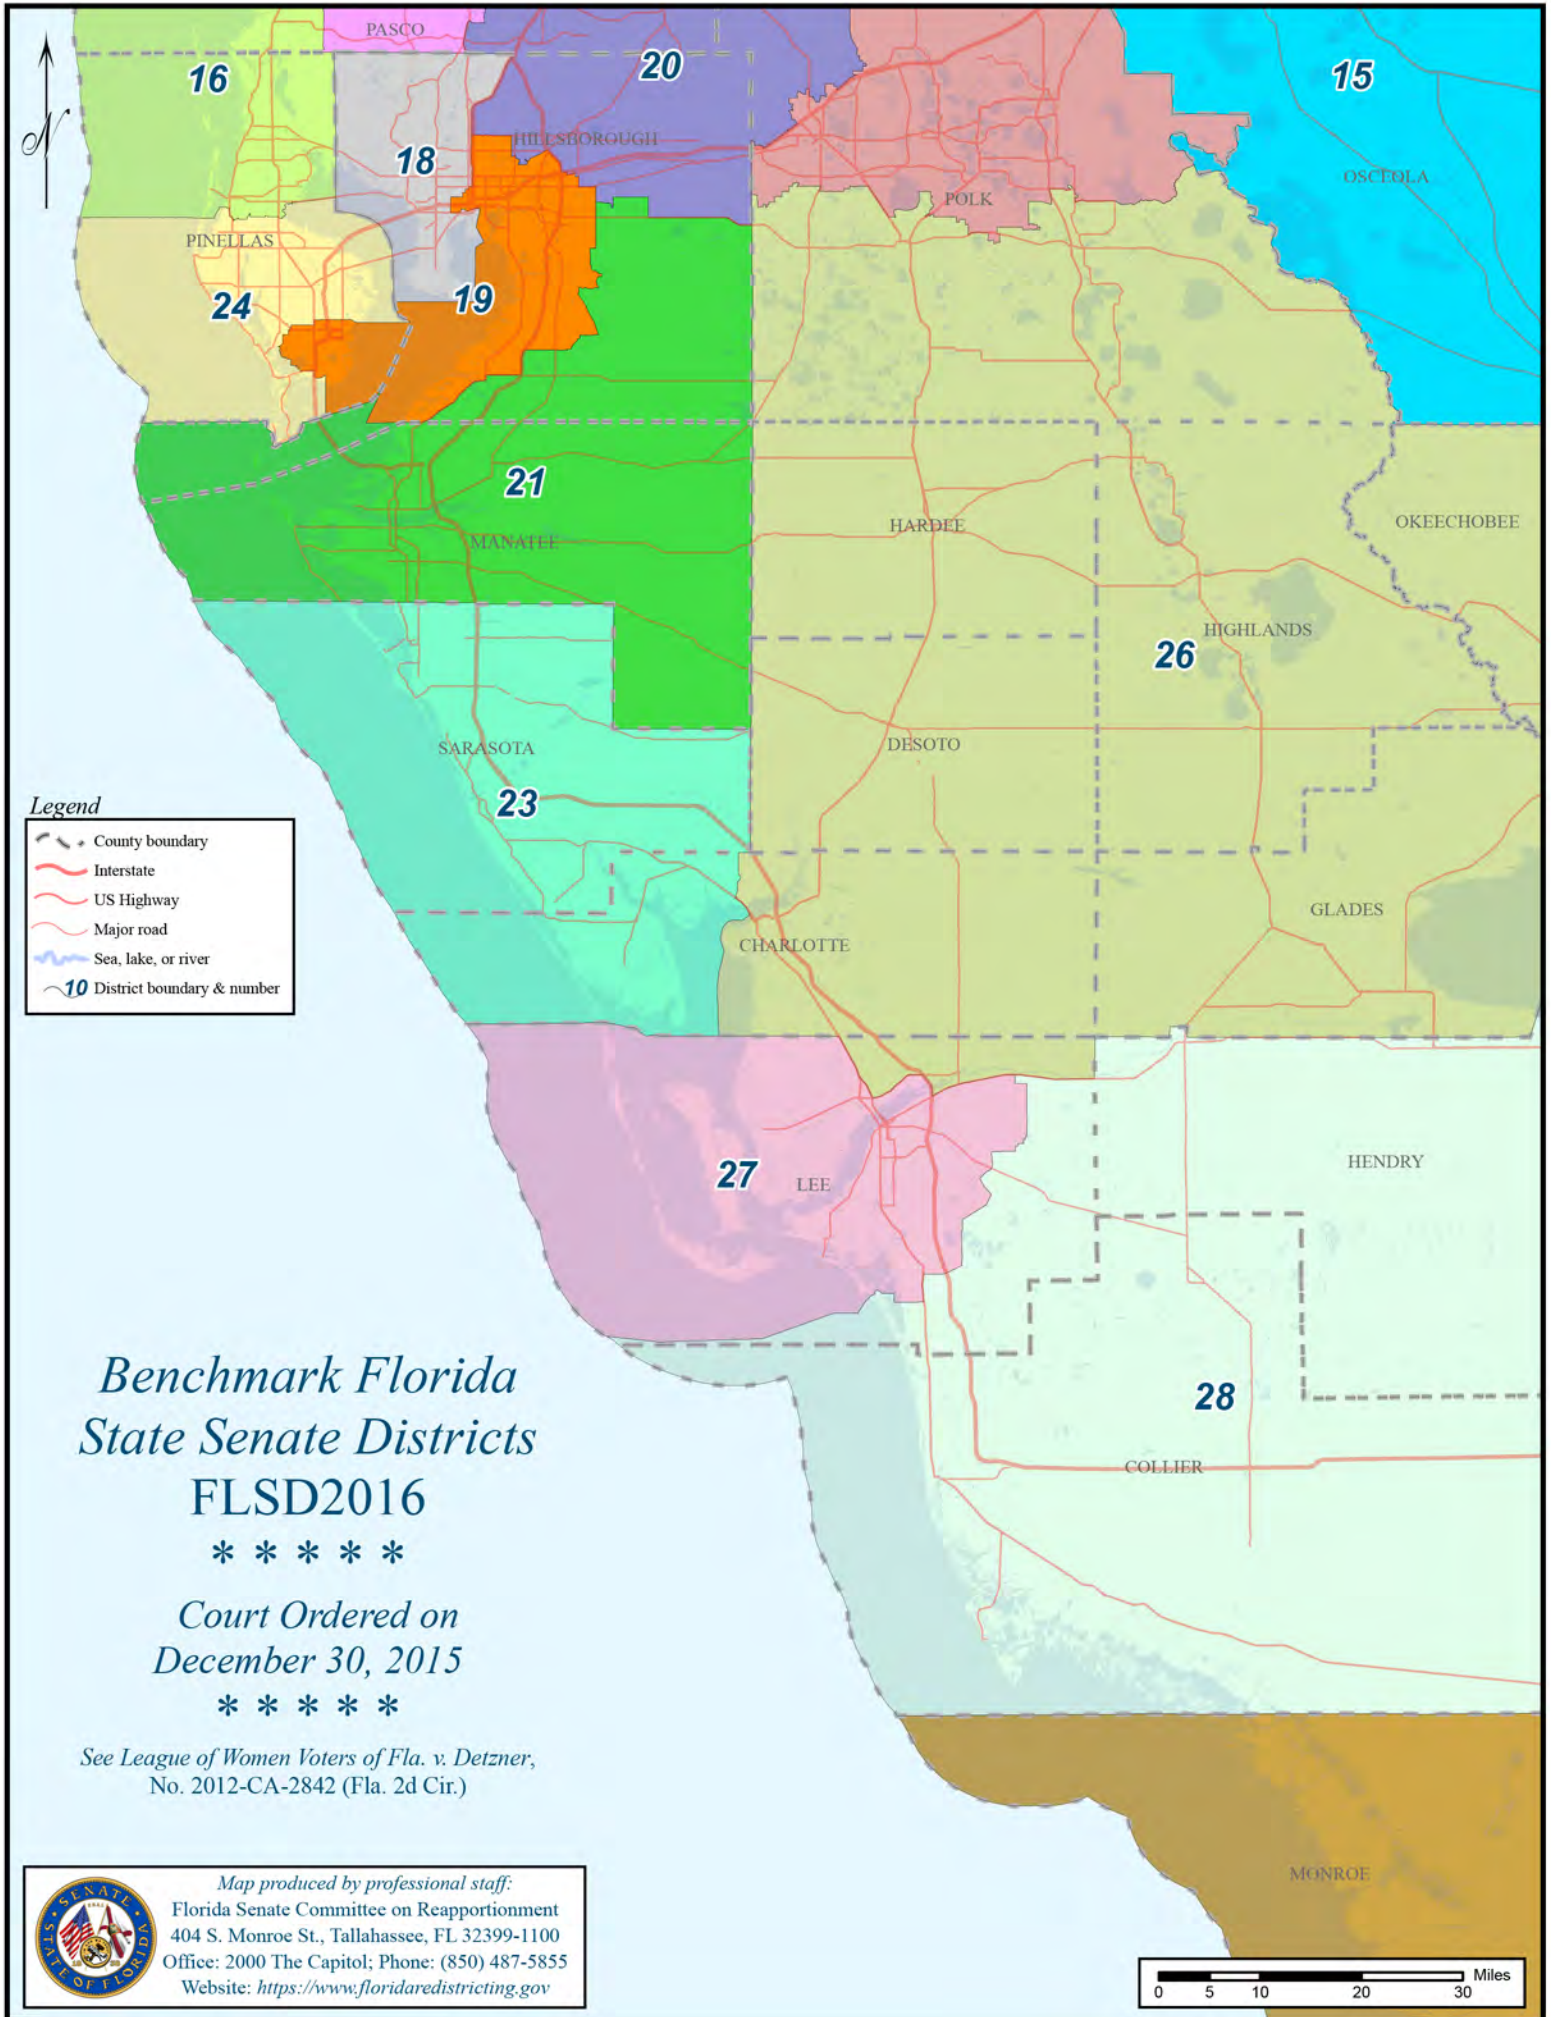 PASCO
16
20
15
N
18
HILLSBOROUGH
OSCEOLA
POLK
PINELLAS
24
19
21
MANATEE
HARDEE
OKEECHOBEE
HIGHLANDS
26
SARASOTA
DESOTO
23
Legend
County boundary
Interstate
US Highway
Major road
Sea, lake, or river
10 District boundary & number
GLADES
CHARLOTTE
27
LEE
HENDRY
Benchmark Florida
State Senate Districts
FLSD2016
* * * * *
28
COLLIER
Court Ordered on
December 30, 2015
* * * * *
See League of Women Voters of Fla. v. Detzner,
No. 2012-CA-2842 (Fla. 2d Cir.)
MONROE
SENATE
STATE OF FLORIDA
Map produced by professional staff:
Florida Senate Committee on Reapportionment
404 S. Monroe St., Tallahassee, FL 32399-1100
Office: 2000 The Capitol; Phone: (850) 487-5855
Website: https://www.floridaredistricting.gov
Miles
0 5 10 20 30